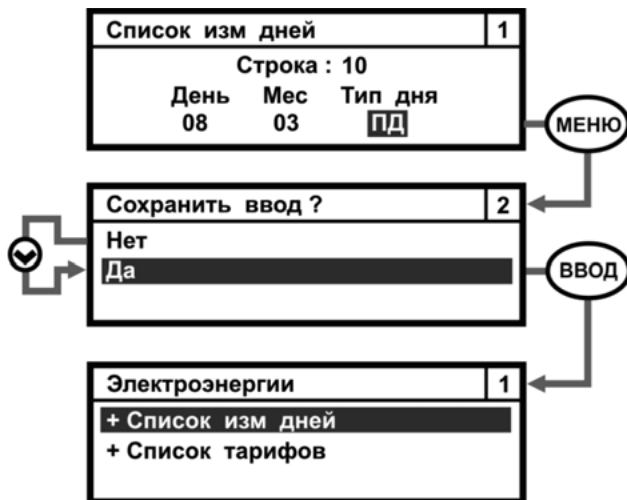 Список изм дней 1
Строка : 10
День Мес Тип дня
08 03 ПД
МЕНЮ
Сохранить ввод ? 2
Нет
Да
ВВОД
Электроэнергии 1
+ Список изм дней
+ Список тарифов